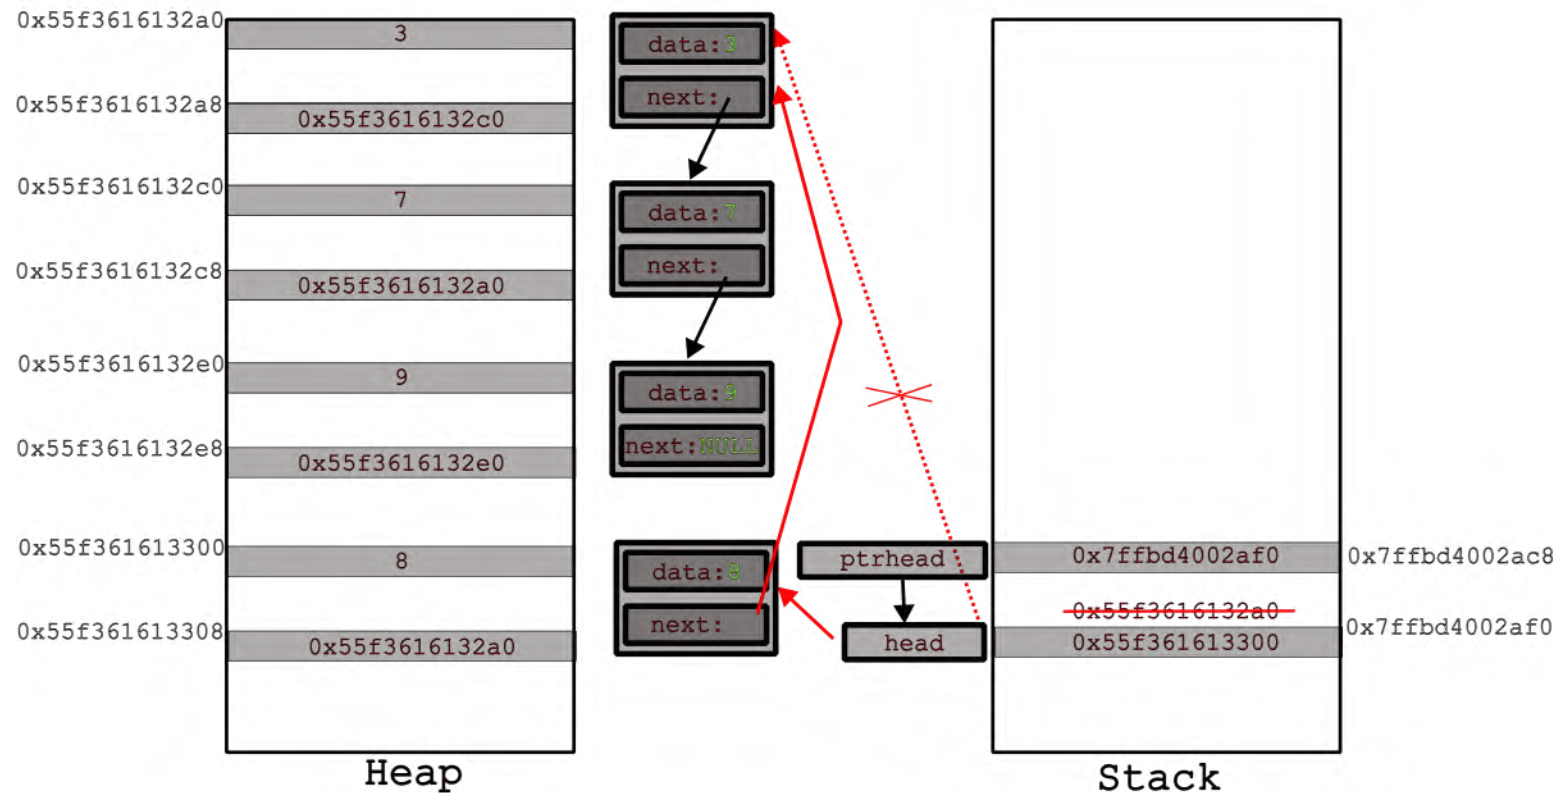 0x55f3616132a0
3
0x55f3616132a8
0x55f3616132c0
0x55f3616132c0
7
0x55f3616132c8
0x55f3616132a0
0x55f3616132e0
9
0x55f3616132e8
0x55f3616132e0
0x55f361613300
8
0x55f361613308
0x55f3616132a0
Heap
data:3
next:
data:7
next:
data:9
next:NULL
data:8
next:
ptrhead
head
0x7ffbd4002af0
0x7ffbd4002ac8
0x55f3616132a0
0x55f361613300
0x7ffbd4002af0
Stack